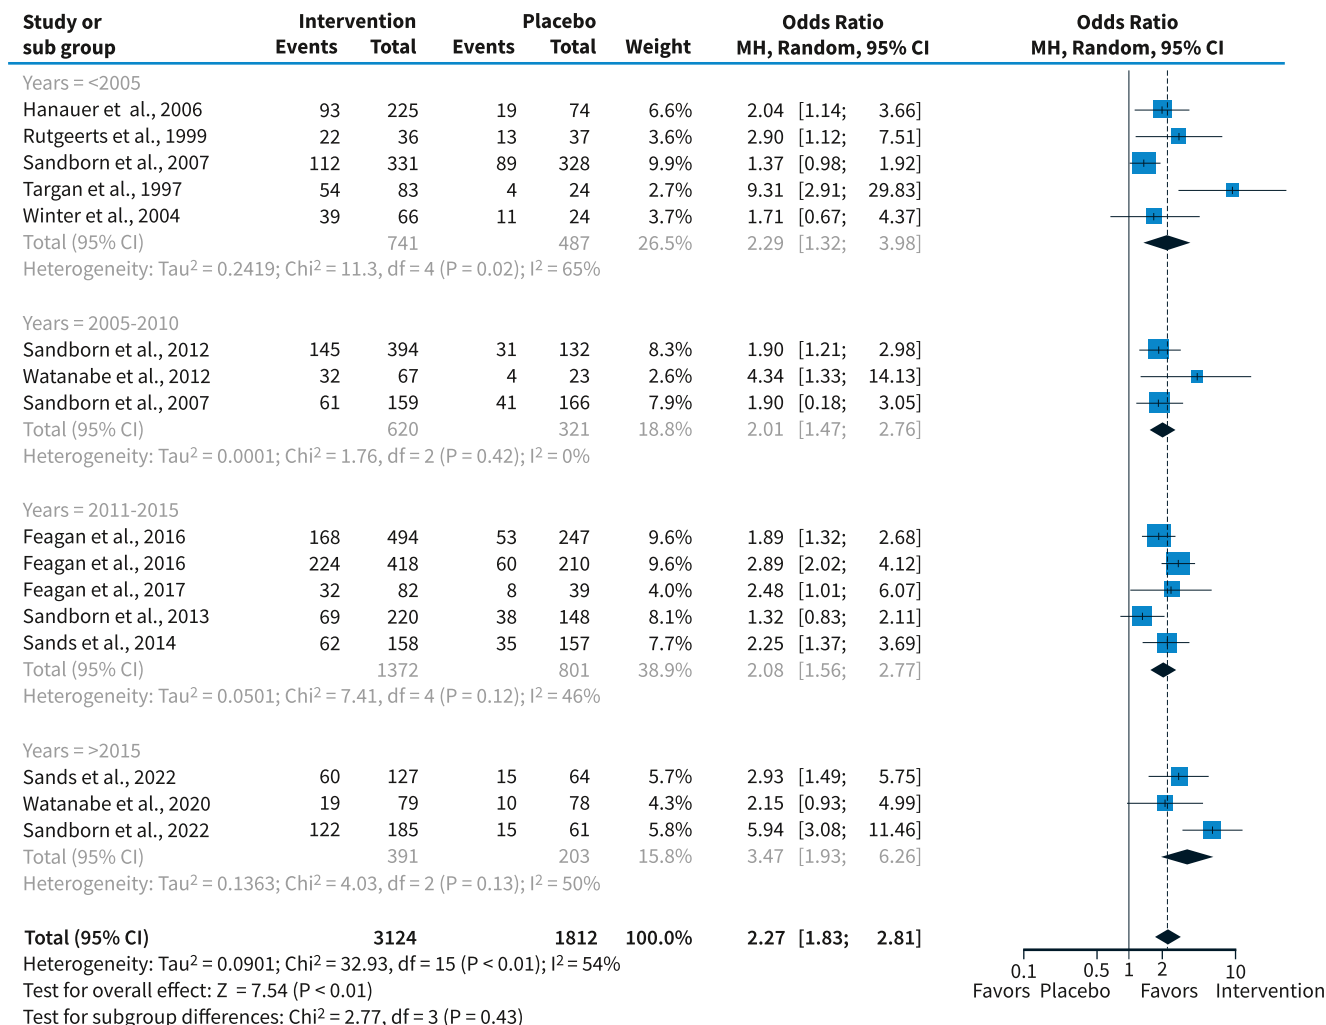 Study or Intervention Placebo Odds Ratio Odds Ratio
sub group Events Total Events Total Weight MH, Random, 95% CI MH, Random, 95% CI
Years = <2005
Hanauer et al., 2006 93 225 19 74 6.6% 2.04 [1.14; 3.66]
Rutgeerts et al., 1999 22 36 13 37 3.6% 2.90 [1.12; 7.51]
Sandborn et al., 2007 112 331 89 328 9.9% 1.37 [0.98; 1.92]
Targan et al., 1997 54 83 4 24 2.7% 9.31 [2.91; 29.83]
Winter et al., 2004 39 66 11 24 3.7% 1.71 [0.67; 4.37]
Total (95% CI) 741 487 26.5% 2.29 [1.32; 3.98]
Heterogeneity: Tau² = 0.2419; Chi² = 11.3, df = 4 (P = 0.02); I² = 65%
Years = 2005-2010
Sandborn et al., 2012 145 394 31 132 8.3% 1.90 [1.21; 2.98]
Watanabe et al., 2012 32 67 4 23 2.6% 4.34 [1.33; 14.13]
Sandborn et al., 2007 61 159 41 166 7.9% 1.90 [0.18; 3.05]
Total (95% CI) 620 321 18.8% 2.01 [1.47; 2.76]
Heterogeneity: Tau² = 0.0001; Chi² = 1.76, df = 2 (P = 0.42); I² = 0%
Years = 2011-2015
Feagan et al., 2016 168 494 53 247 9.6% 1.89 [1.32; 2.68]
Feagan et al., 2016 224 418 60 210 9.6% 2.89 [2.02; 4.12]
Feagan et al., 2017 32 82 8 39 4.0% 2.48 [1.01; 6.07]
Sandborn et al., 2013 69 220 38 148 8.1% 1.32 [0.83; 2.11]
Sands et al., 2014 62 158 35 157 7.7% 2.25 [1.37; 3.69]
Total (95% CI) 1372 801 38.9% 2.08 [1.56; 2.77]
Heterogeneity: Tau² = 0.0501; Chi² = 7.41, df = 4 (P = 0.12); I² = 46%
Years = >2015
Sands et al., 2022 60 127 15 64 5.7% 2.93 [1.49; 5.75]
Watanabe et al., 2020 19 79 10 78 4.3% 2.15 [0.93; 4.99]
Sandborn et al., 2022 122 185 15 61 5.8% 5.94 [3.08; 11.46]
Total (95% CI) 391 203 15.8% 3.47 [1.93; 6.26]
Heterogeneity: Tau² = 0.1363; Chi² = 4.03, df = 2 (P = 0.13); I² = 50%
Total (95% CI) 3124 1812 100.0% 2.27 [1.83; 2.81]
Heterogeneity: Tau² = 0.0901; Chi² = 32.93, df = 15 (P < 0.01); I² = 54%
0.1 0.5 1 2 10
Test for overall effect: Z = 7.54 (P < 0.01) Favors Placebo Favors Intervention
Test for subgroup differences: Chi² = 2.77, df = 3 (P = 0.43)